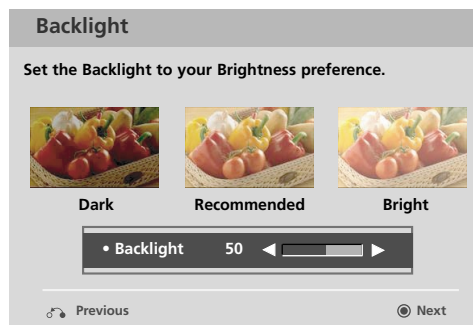 Backlight
Set the Backlight to your Brightness preference.
Dark Recommended Bright
• Backlight 50
Previous Next